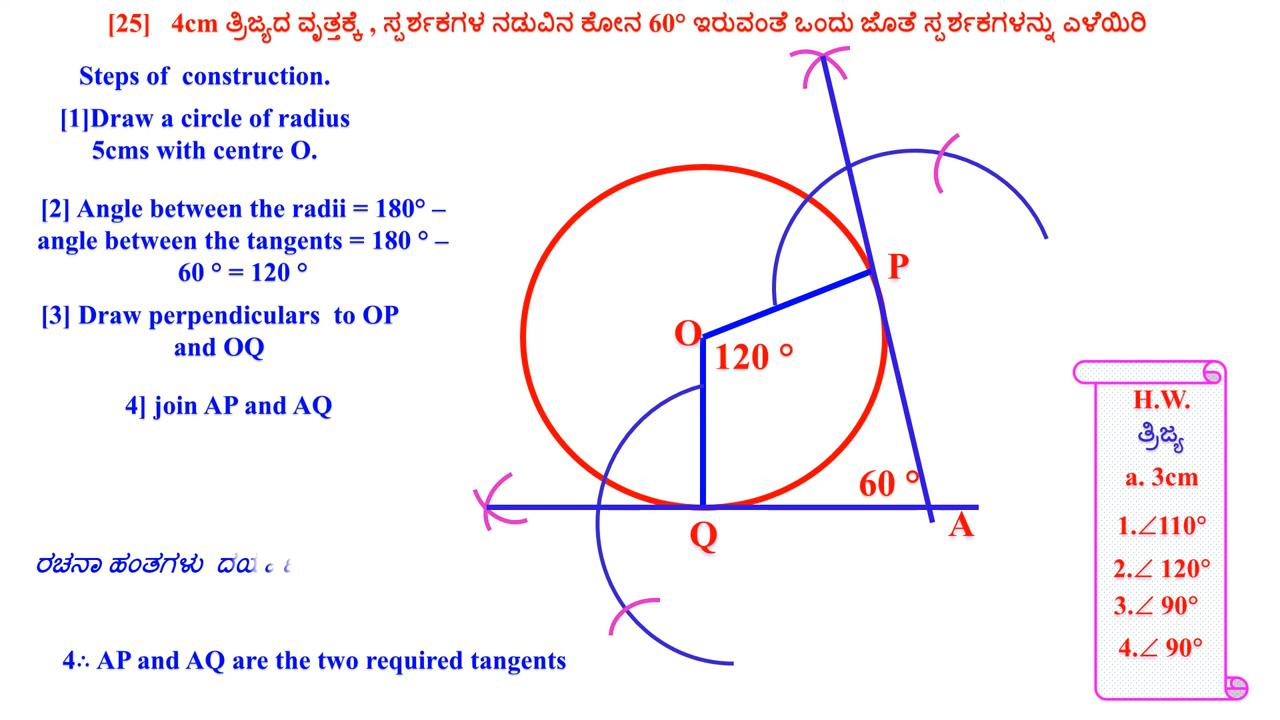 [25] 4cm ತ್ರಿಜ್ಯದ ವೃತ್ತಕ್ಕೆ , ಸ್ಪರ್ಶಕಗಳ ನಡುವಿನ ಕೋನ 60° ಇರುವಂತೆ ಒಂದು ಜೊತೆ ಸ್ಪರ್ಶಕಗಳನ್ನು ಎಳೆಯಿರಿ
Steps of construction.
[1]Draw a circle of radius
5cms with centre O.
[2] Angle between the radii = 180° –
angle between the tangents = 180 ° –
60 ° = 120 °
[3] Draw perpendiculars to OP
and OQ
4] join AP and AQ
ರಚನಾ ಹಂತಗಳು
4∴ AP and AQ are the two required tangents
P
O
120 °
60 °
Q
A
H.W.
ತ್ರಿಜ್ಯ
a. 3cm
1.∠110°
2.∠ 120°
3.∠ 90°
4.∠ 90°